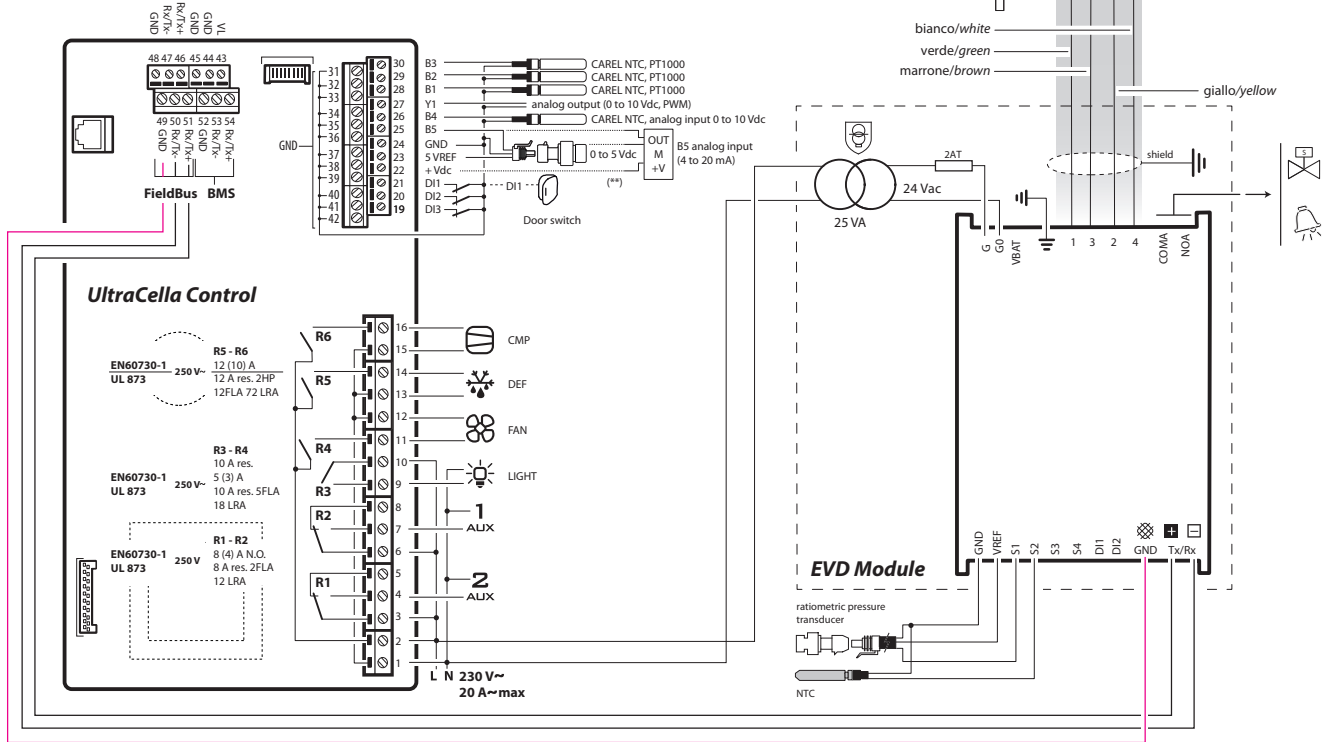 GND
Rx/Tx-
Rx/Tx+
GND
GND
VL
48 47 46 45 44 43
49 50 51 52 53 54
GND
Rx/Tx-
Rx/Tx+
GND
Rx/Tx-
Rx/Tx+
FieldBus BMS
GND
31
32
33
34
35
36
37
38
39
40
41
42
30 B3 CAREL NTC, PT1000
29 B2 CAREL NTC, PT1000
28 B1 CAREL NTC, PT1000
27 Y1 analog output (0 to 10 Vdc, PWM)
26 B4 CAREL NTC, analog input 0 to 10 Vdc
25 B5
24 GND
23 5 VREF
22 + Vdc
21 DI1
20 DI2
19 DI3
0 to 5 Vdc
OUT
M
+V
B5 analog input
(4 to 20 mA)
(**)
DI1
Door switch
UltraCella Control
EN60730-1
UL 873
250 V~
R5 - R6
12 (10) A
12 A res. 2HP
12FLA 72 LRA
EN60730-1
UL 873
250 V~
R3 - R4
10 A res.
5 (3) A
10 A res. 5FLA
18 LRA
EN60730-1
UL 873
250 V
R1 - R2
8 (4) A N.O.
8 A res. 2FLA
12 LRA
R6
R5
R4
R3
R2
R1
16
15
14
13
12
11
10
9
8
7
6
5
4
3
2
1
CMP
DEF
FAN
LIGHT
1
AUX
2
AUX
L N 230 V~
20 A~max
bianco/white
verde/green
marrone/brown
giallo/yellow
shield
2AT
24 Vac
25 VA
S
G
G0
VBAT
1 3 2 4
COMA
NOA
EVD Module
GND
VREF
S1
S2
S3
S4
DI1
DI2
GND
+ -
Tx/Rx
ratiometric pressure
transducer
NTC